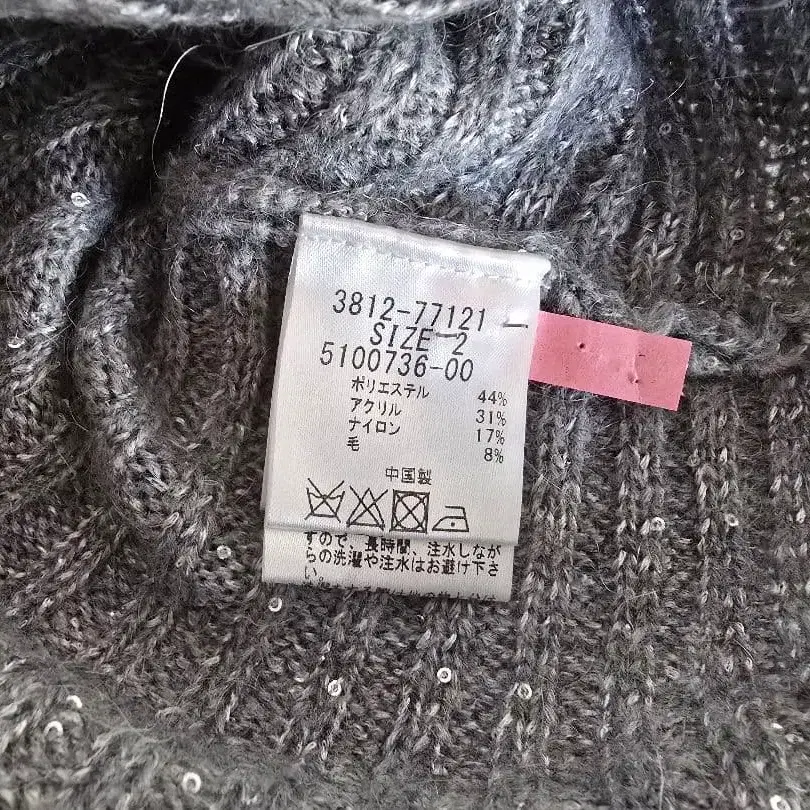 3812-77121
SIZE 2
5100736-00
ポリエステル 44%
アクリル 31%
ナイロン 17%
毛 8%
中国製
すので、長時間、注水しなが
らの洗濯や注水はお避け下さ
い。